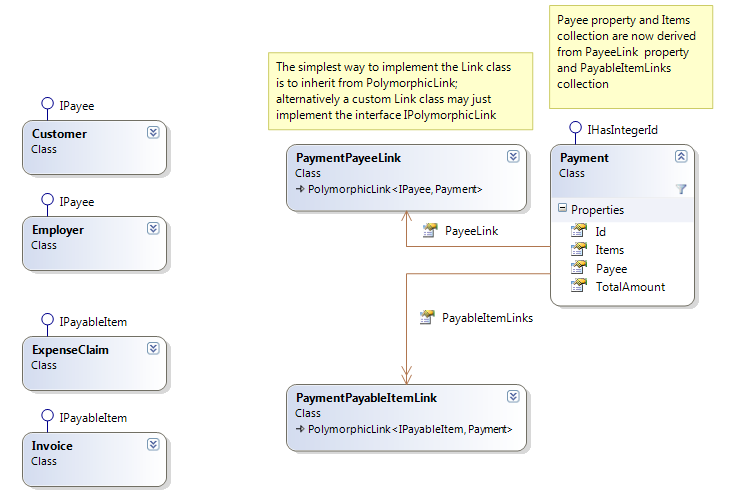 Payee property and Items
collection are now derived
from PayeeLink property
and PayableItemLinks
collection
The simplest way to implement the Link class
is to inherit from PolymorphicLink;
alternatively a custom Link class may just
implement the interface IPolymorphicLink
IPayee
Customer
Class
IPayee
Employer
Class
IPayableItem
ExpenseClaim
Class
IPayableItem
Invoice
Class
PaymentPayeeLink
Class
PolymorphicLink<IPayee, Payment>
PayeeLink
PayableItemLinks
PaymentPayableItemLink
Class
PolymorphicLink<IPayableItem, Payment>
IHasIntegerId
Payment
Class
Properties
Id
Items
Payee
TotalAmount